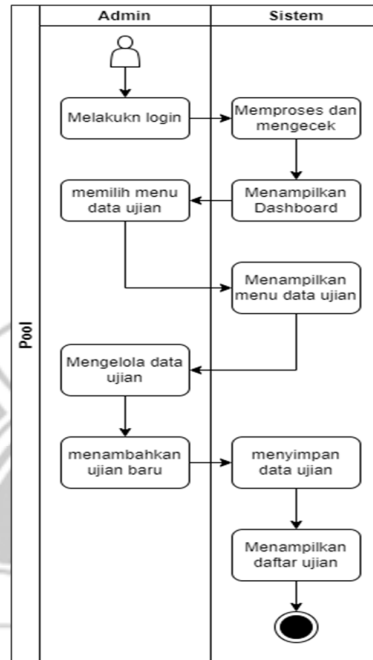 Admin
Sistem
Pool
Melakukn login
Memproses dan
mengecek
Menampilkan
Dashboard
memilih menu
data ujian
Menampilkan
menu data ujian
Mengelola data
ujian
menambahkan
ujian baru
menyimpan
data ujian
Menampilkan
daftar ujian